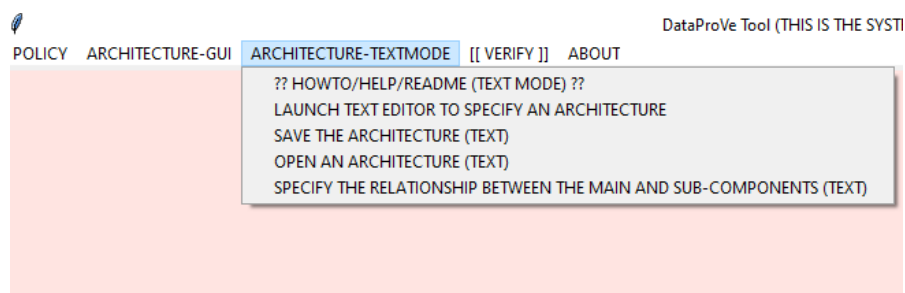 DataProVe Tool (THIS IS THE SYSTE
POLICY ARCHITECTURE-GUI ARCHITECTURE-TEXTMODE [[ VERIFY ]] ABOUT
?? HOWTO/HELP/README (TEXT MODE) ??
LAUNCH TEXT EDITOR TO SPECIFY AN ARCHITECTURE
SAVE THE ARCHITECTURE (TEXT)
OPEN AN ARCHITECTURE (TEXT)
SPECIFY THE RELATIONSHIP BETWEEN THE MAIN AND SUB-COMPONENTS (TEXT)